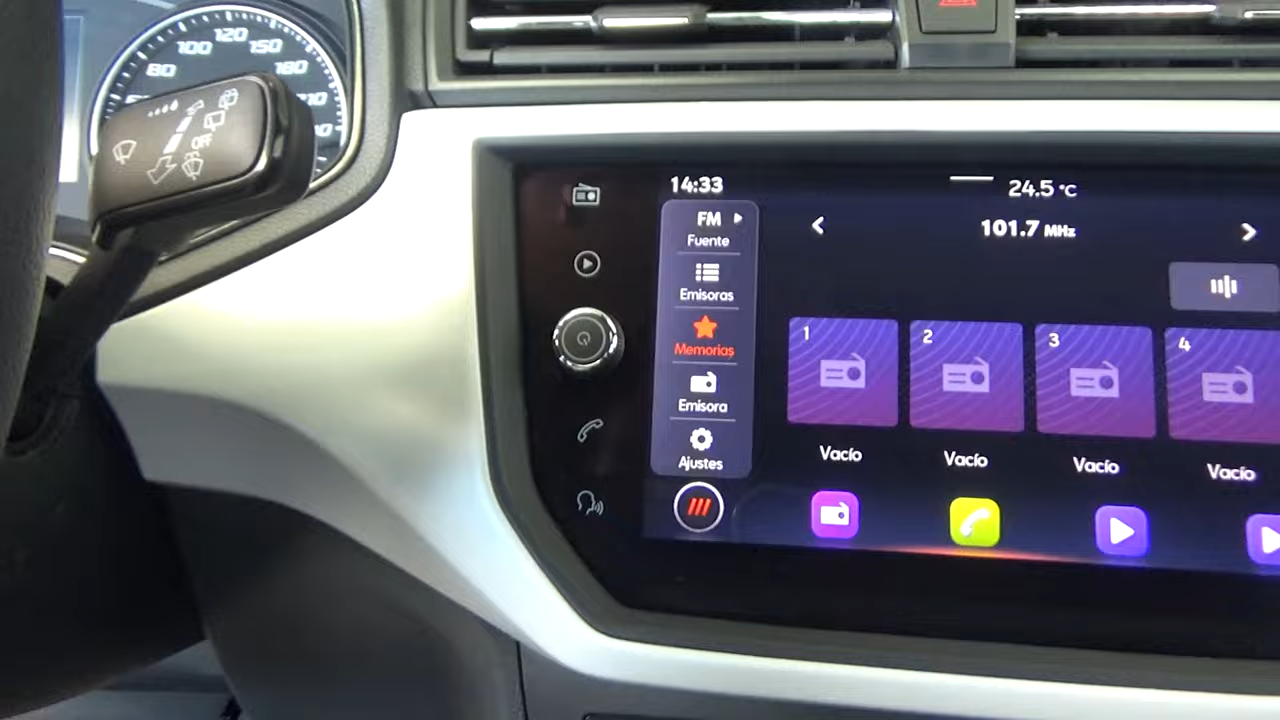 80
100
120
150
180
OFF
14:33
24.5 °C
FM
Fuente
101.7 MHz
Emisoras
Memorias
Emisora
Ajustes
1
2
3
4
Vacío
Vacío
Vacío
Vacío